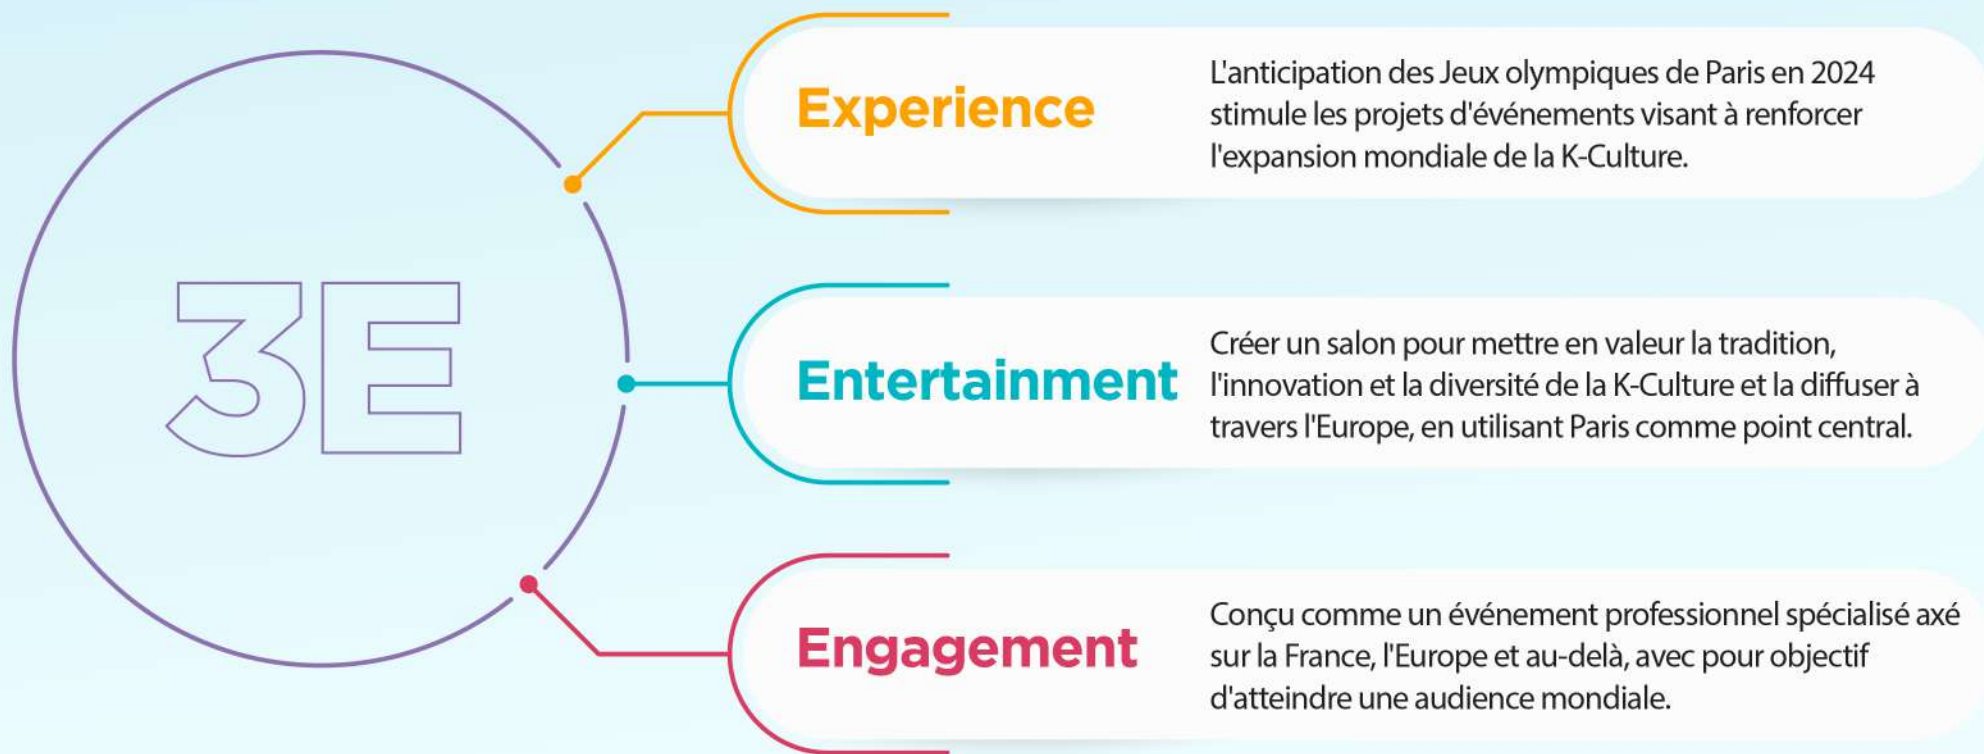 3E
Experience
L'anticipation des Jeux olympiques de Paris en 2024
stimule les projets d'événements visant à renforcer
l'expansion mondiale de la K-Culture.
Entertainment
Créer un salon pour mettre en valeur la tradition,
l'innovation et la diversité de la K-Culture et la diffuser à
travers l'Europe, en utilisant Paris comme point central.
Engagement
Conçu comme un événement professionnel spécialisé axé
sur la France, l'Europe et au-delà, avec pour objectif
d'atteindre une audience mondiale.